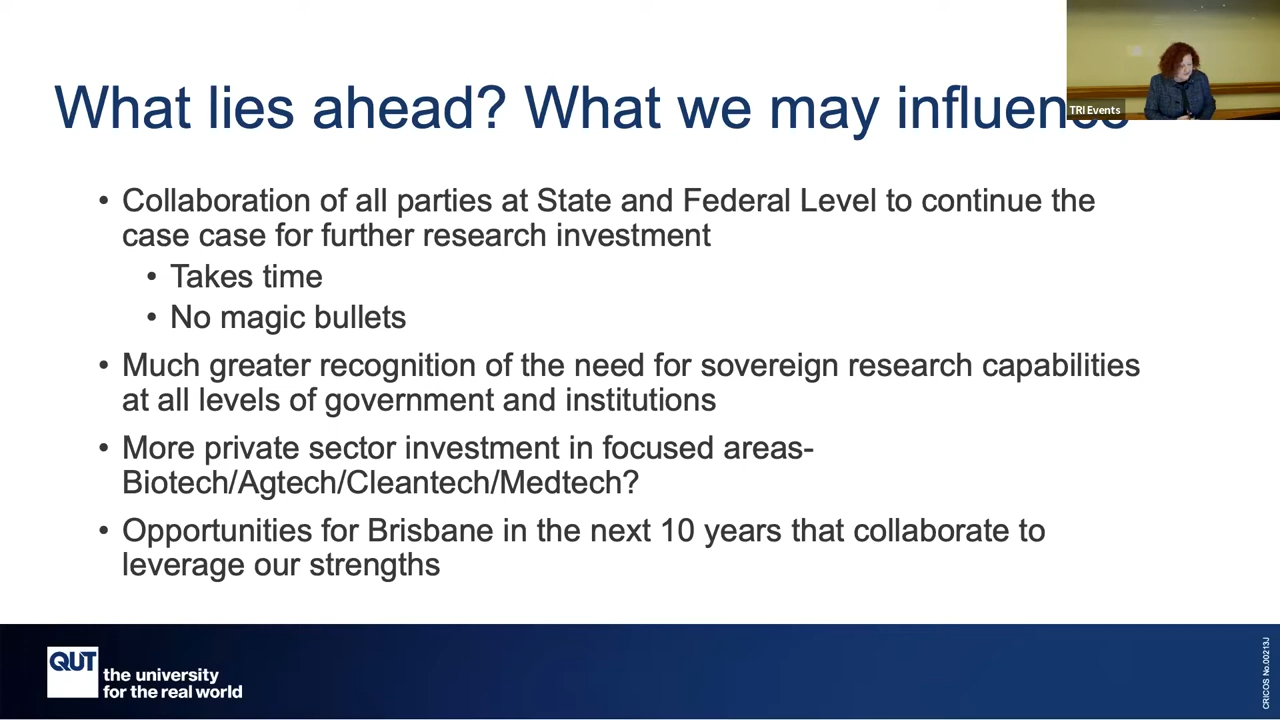 What lies ahead? What we may influence
TRI Events
• Collaboration of all parties at State and Federal Level to continue the
case case for further research investment
• Takes time
• No magic bullets
• Much greater recognition of the need for sovereign research capabilities
at all levels of government and institutions
• More private sector investment in focused areas-
Biotech/Agtech/Cleantech/Medtech?
• Opportunities for Brisbane in the next 10 years that collaborate to
leverage our strengths
QUT
the university
for the real world
CRICOS No.00213J